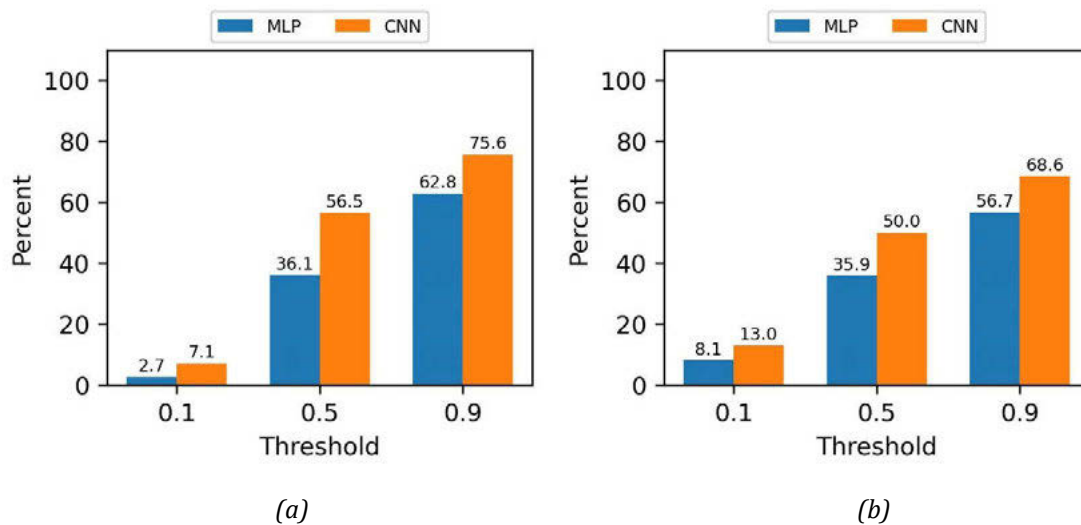 MLP CNN
100
80
60
40
20
0
Percent
2.7 7.1
36.1 56.5
62.8 75.6
0.1 0.5 0.9
Threshold
(a)
MLP CNN
100
80
60
40
20
0
Percent
8.1 13.0
35.9 50.0
56.7 68.6
0.1 0.5 0.9
Threshold
(b)